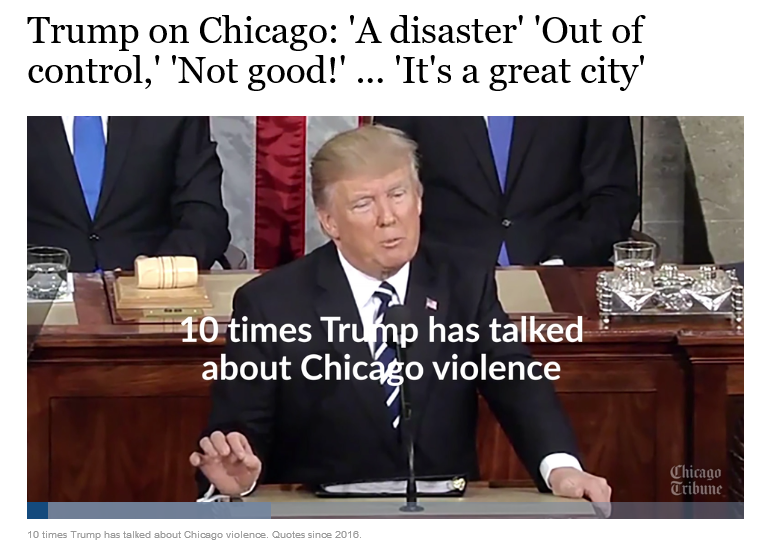 Trump on Chicago: 'A disaster' 'Out of
control,' 'Not good!' ... 'It's a great city'
10 times Trump has talked
about Chicago violence
Chicago
Tribune
10 times Trump has talked about Chicago violence. Quotes since 2016.